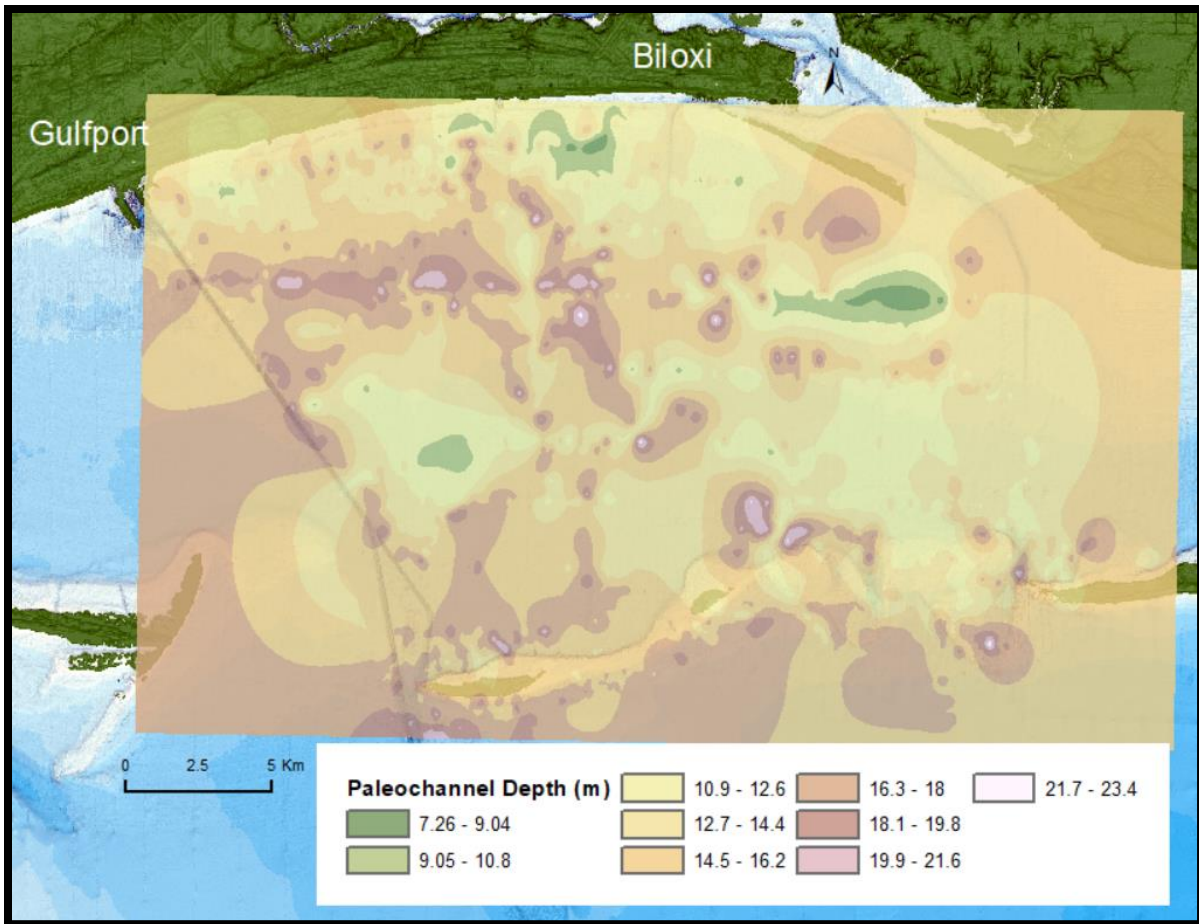 Biloxi
N
Gulfport
0 2.5 5 Km
Paleochannel Depth (m)
7.26 - 9.04
9.05 - 10.8
10.9 - 12.6
12.7 - 14.4
14.5 - 16.2
16.3 - 18
18.1 - 19.8
19.9 - 21.6
21.7 - 23.4